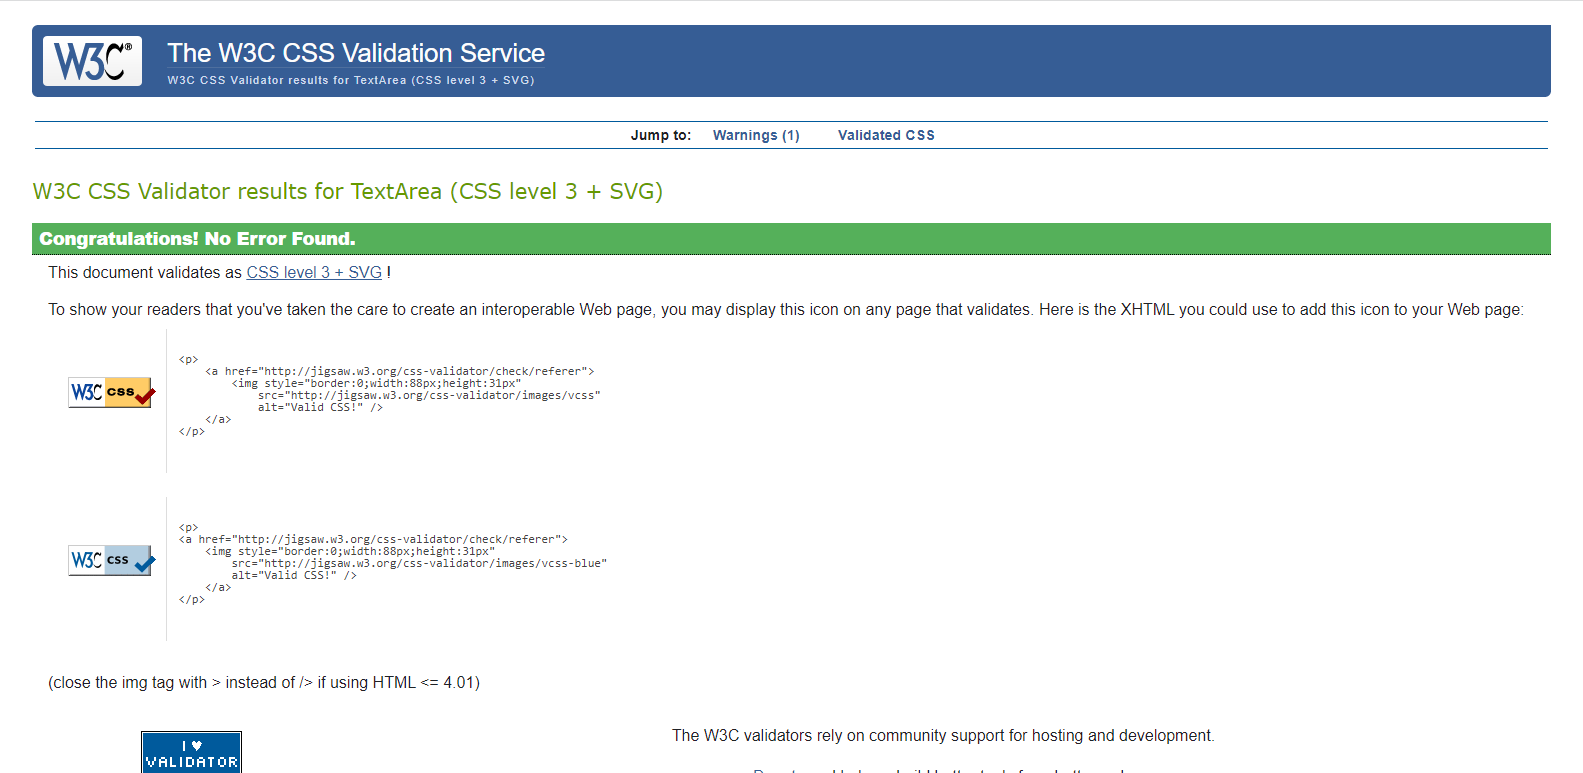 W3C®
The W3C CSS Validation Service
W3C CSS Validator results for TextArea (CSS level 3 + SVG)
Jump to: Warnings (1) Validated CSS
W3C CSS Validator results for TextArea (CSS level 3 + SVG)
Congratulations! No Error Found.
This document validates as CSS level 3 + SVG !
To show your readers that you've taken the care to create an interoperable Web page, you may display this icon on any page that validates. Here is the XHTML you could use to add this icon to your Web page:
W3C css
<p>
<a href="http://jigsaw.w3.org/css-validator/check/referer">
<img style="border:0;width:88px;height:31px"
src="http://jigsaw.w3.org/css-validator/images/vcss"
alt="Valid CSS!" />
</a>
</p>
W3C css
<p>
<a href="http://jigsaw.w3.org/css-validator/check/referer">
<img style="border:0;width:88px;height:31px"
src="http://jigsaw.w3.org/css-validator/images/vcss-blue"
alt="Valid CSS!" />
</a>
</p>
(close the img tag with > instead of /> if using HTML <= 4.01)
I ♥
VALIDATOR
The W3C validators rely on community support for hosting and development.